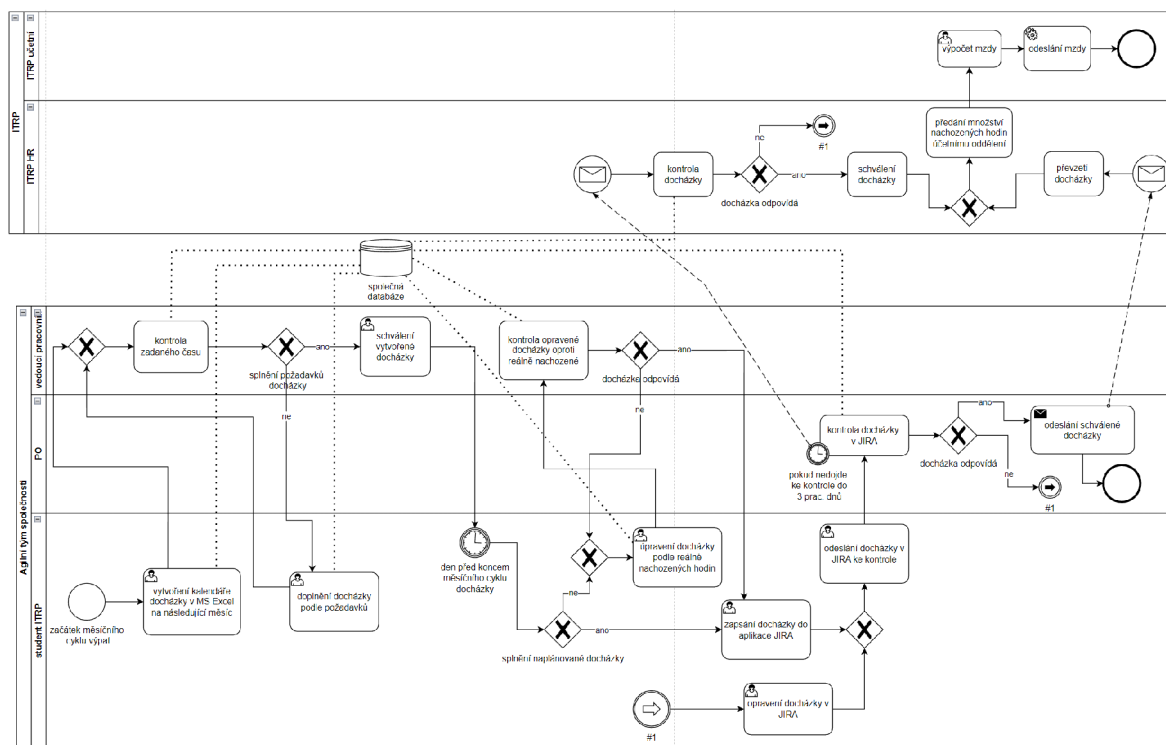 ITRP
ITRP účetní
výpočet mzdy
odeslání mzdy
ITRP HR
předání množství
nachozených hodin
účetnímu oddělení
ne
#1
kontrola
docházky
docházka odpovídá
ano
schválení
docházky
převzetí
docházky
společná
databáze
Agilní tým společnosti
vedoucí pracovní
kontrola
zadaného času
splnění požadavků
docházky
ano
ne
schválení
vytvořené
docházky
kontrola opravené
docházky oproti
reálně nachozené
docházka odpovídá
ano
ne
PO
kontrola docházky
v JIRA
pokud nedojde
ke kontrole do
3 prac. dnů
docházka odpovídá
ano
ne
odeslání schválené
docházky
#1
student ITRP
začátek měsíčního
cyklu výpat
vytvoření kalendáře
docházky v MS Excel
na následující měsíc
doplnění docházky
podle požadavků
den před koncem
měsíčního cyklu
docházky
ne
ano
splnění naplánované docházky
úpravení docházky
podle reálně
nachozených hodin
zapsání docházky do
aplikace JIRA
odeslání docházky v
JIRA ke kontrole
#1
opravení docházky v
JIRA